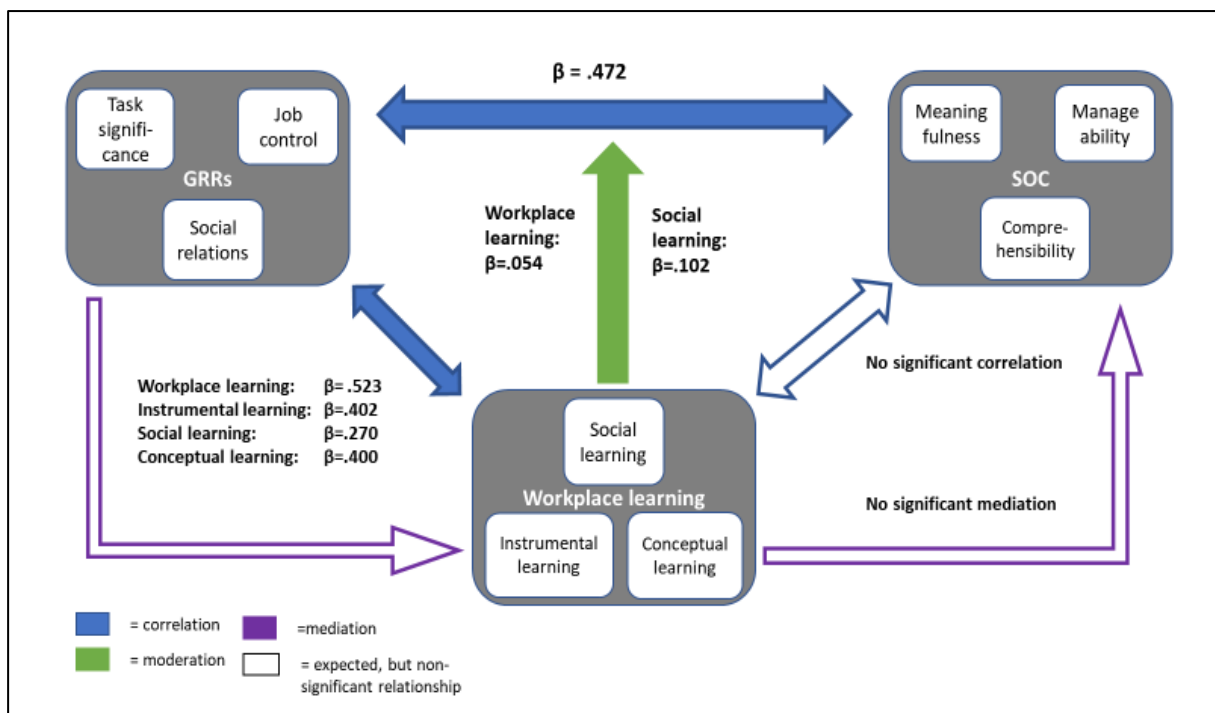 β = .472
Task
signifi-
cance
Job
control
GRRs
Social
relations
Meaning
fulness
Manage
ability
SOC
Compre-
hensibility
Workplace
learning:
β=.054
Social
learning:
β=.102
Workplace learning: β= .523
Instrumental learning: β=.402
Social learning: β=.270
Conceptual learning: β=.400
No significant correlation
Social
learning
Workplace learning
Instrumental
learning
Conceptual
learning
No significant mediation
= correlation
=mediation
= moderation
= expected, but non-
significant relationship